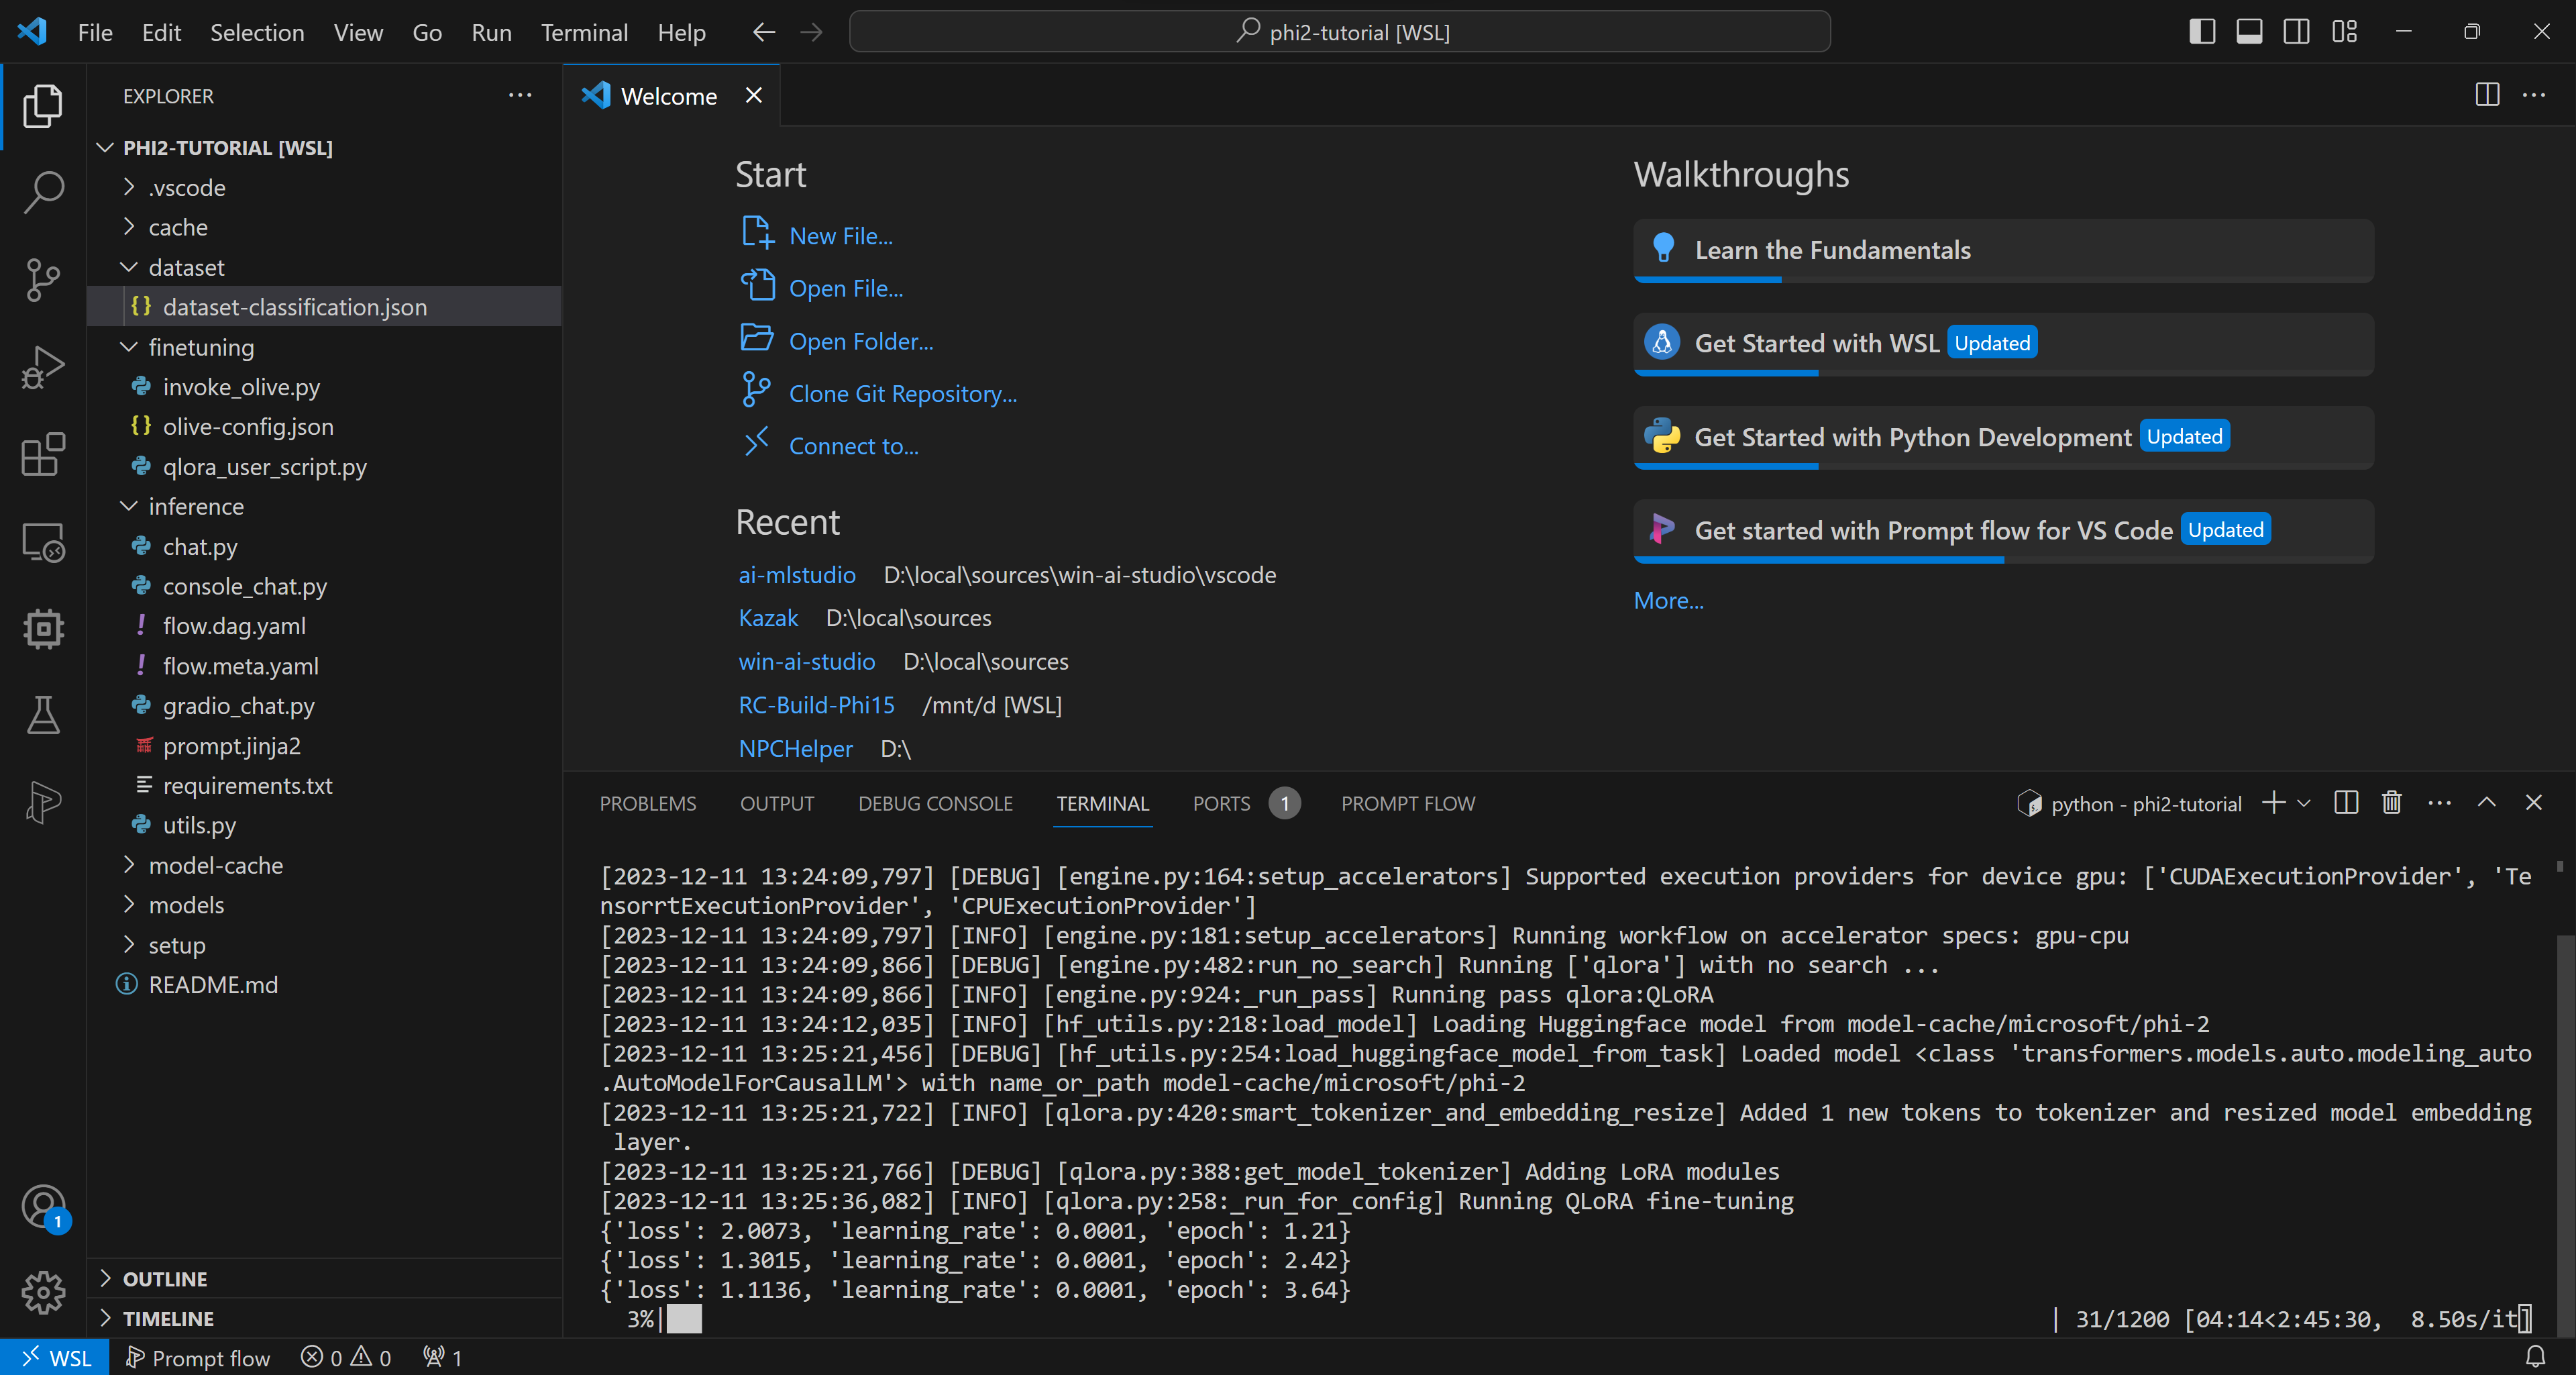 File Edit Selection View Go Run Terminal Help
phi2-tutorial [WSL]
EXPLORER
PHI2-TUTORIAL [WSL]
.vscode
cache
dataset
dataset-classification.json
finetuning
invoke_olive.py
olive-config.json
qlora_user_script.py
inference
chat.py
console_chat.py
flow.dag.yaml
flow.meta.yaml
gradio_chat.py
prompt.jinja2
requirements.txt
utils.py
model-cache
models
setup
README.md
OUTLINE
TIMELINE
Welcome
Start
New File...
Open File...
Open Folder...
Clone Git Repository...
Connect to...
Recent
ai-mlstudio D:\local\sources\win-ai-studio\vscode
Kazak D:\local\sources
win-ai-studio D:\local\sources
RC-Build-Phi15 /mnt/d [WSL]
NPCHelper D:\
Walkthroughs
Learn the Fundamentals
Get Started with WSL Updated
Get Started with Python Development Updated
Get started with Prompt flow for VS Code Updated
More...
PROBLEMS OUTPUT DEBUG CONSOLE TERMINAL PORTS 1 PROMPT FLOW
python - phi2-tutorial
[2023-12-11 13:24:09,797] [DEBUG] [engine.py:164:setup_accelerators] Supported execution providers for device gpu: ['CUDAExecutionProvider', 'Te
nsorrtExecutionProvider', 'CPUExecutionProvider']
[2023-12-11 13:24:09,797] [INFO] [engine.py:181:setup_accelerators] Running workflow on accelerator specs: gpu-cpu
[2023-12-11 13:24:09,866] [DEBUG] [engine.py:482:run_no_search] Running ['qlora'] with no search ...
[2023-12-11 13:24:09,866] [INFO] [engine.py:924:_run_pass] Running pass qlora:QLoRA
[2023-12-11 13:24:12,035] [INFO] [hf_utils.py:218:load_model] Loading Huggingface model from model-cache/microsoft/phi-2
[2023-12-11 13:25:21,456] [DEBUG] [hf_utils.py:254:load_huggingface_model_from_task] Loaded model <class 'transformers.models.auto.modeling_auto
.AutoModelForCausalLM'> with name_or_path model-cache/microsoft/phi-2
[2023-12-11 13:25:21,722] [INFO] [qlora.py:420:smart_tokenizer_and_embedding_resize] Added 1 new tokens to tokenizer and resized model embedding
layer.
[2023-12-11 13:25:21,766] [DEBUG] [qlora.py:388:get_model_tokenizer] Adding LoRA modules
[2023-12-11 13:25:36,082] [INFO] [qlora.py:258:_run_for_config] Running QLoRA fine-tuning
{'loss': 2.0073, 'learning_rate': 0.0001, 'epoch': 1.21}
{'loss': 1.3015, 'learning_rate': 0.0001, 'epoch': 2.42}
{'loss': 1.1136, 'learning_rate': 0.0001, 'epoch': 3.64}
3%| | 31/1200 [04:14<2:45:30, 8.50s/it]
1
WSL Prompt flow 0 0 1